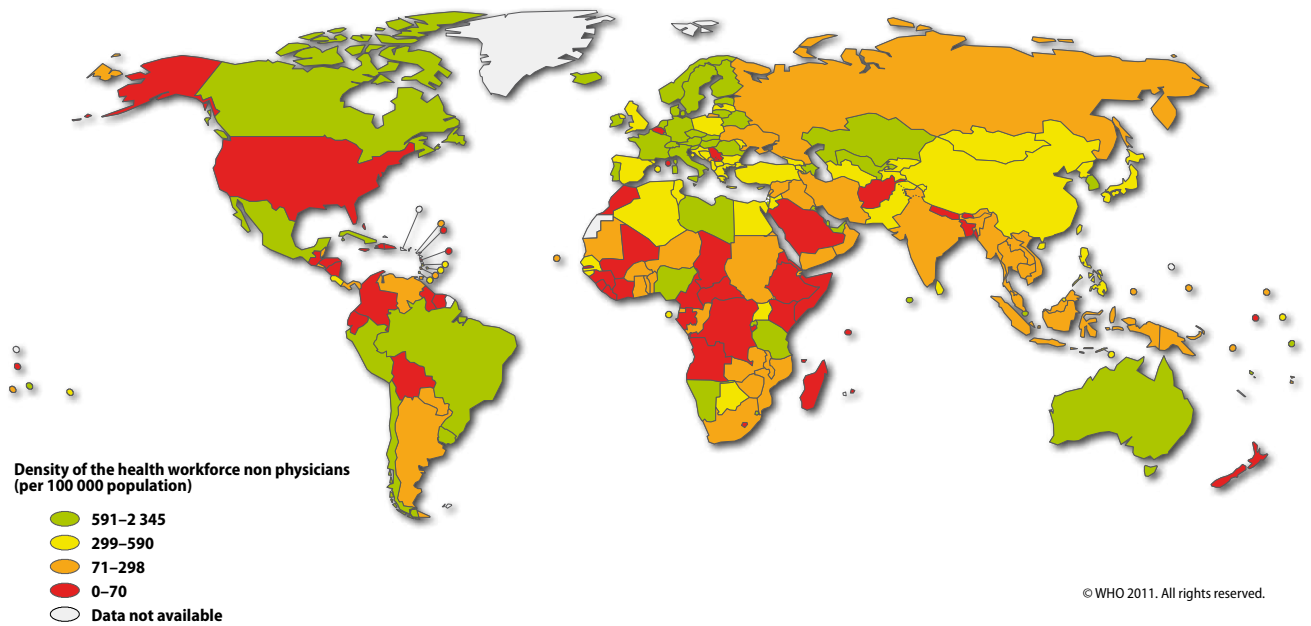 Density of the health workforce non physicians
(per 100 000 population)
591–2 345
299–590
71–298
0–70
Data not available
© WHO 2011. All rights reserved.